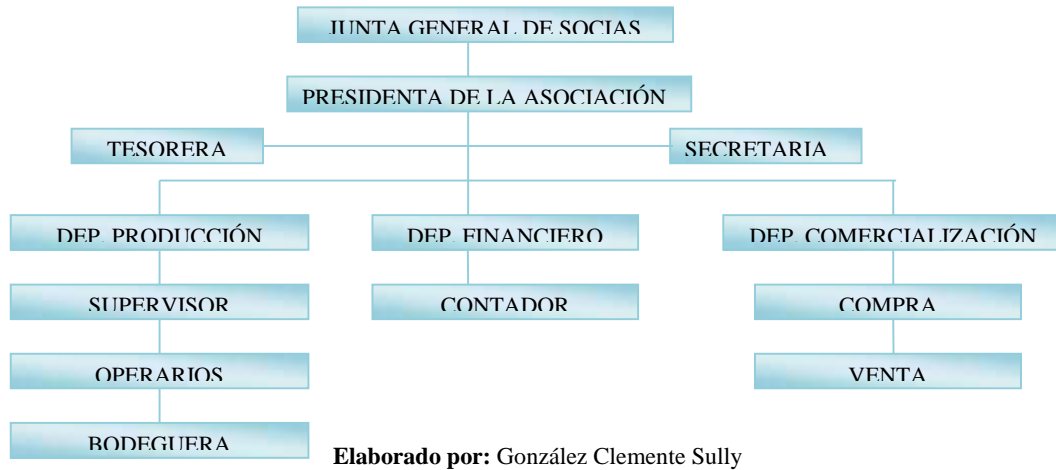 JUNTA GENERAL DE SOCIAS
PRESIDENTA DE LA ASOCIACIÓN
TESORERA
SECRETARIA
DEP. PRODUCCIÓN
DEP. FINANCIERO
DEP. COMERCIALIZACIÓN
SUPERVISOR
CONTADOR
COMPRA
OPERARIOS
VENTA
BODEGUERA
Elaborado por: González Clemente Sully